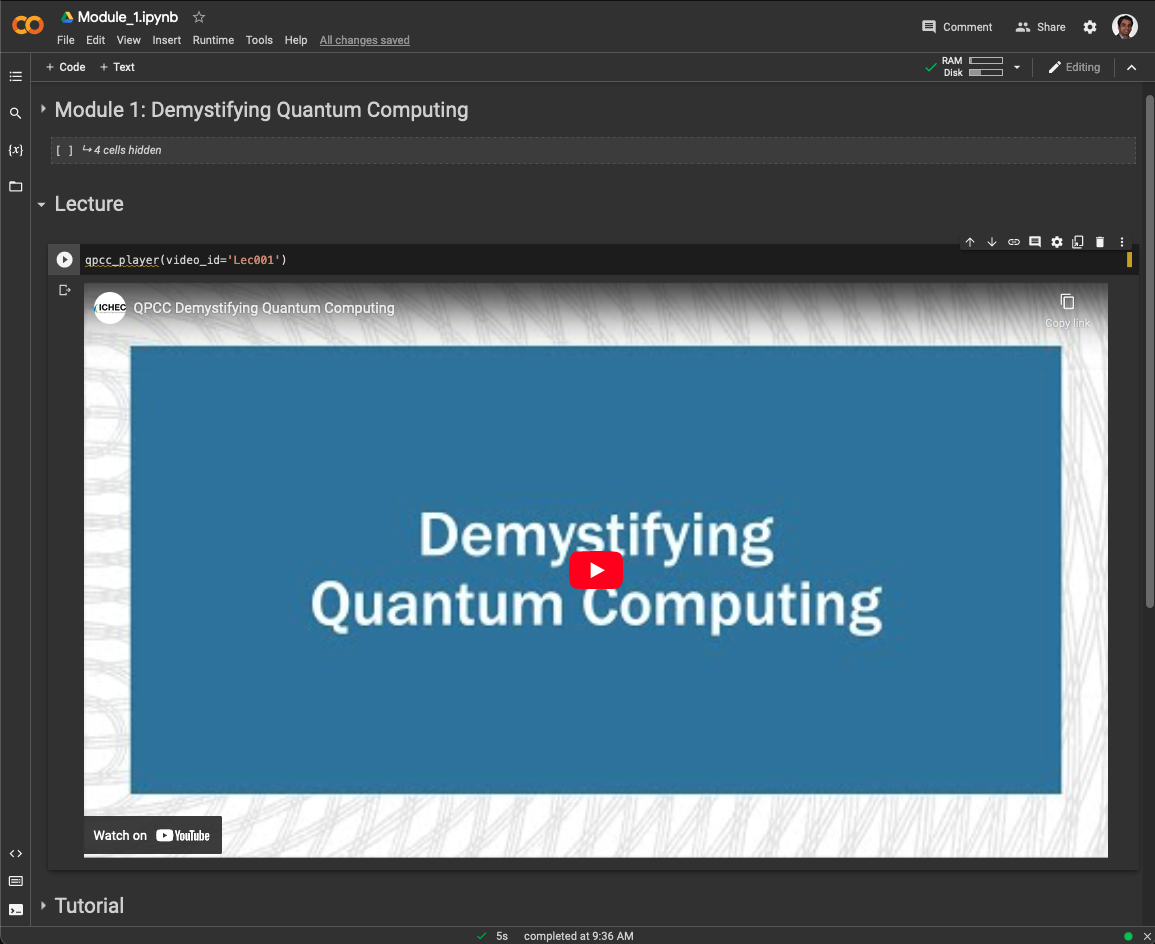 Module_1.ipynb
File Edit View Insert Runtime Tools Help All changes saved
Comment Share
+ Code + Text
RAM
Disk
Editing
{x}
Module 1: Demystifying Quantum Computing
[ ] ↪ 4 cells hidden
Lecture
qpcc_player(video_id='Lec001')
ICHEC QPCC Demystifying Quantum Computing
Copy link
Demystifying
Quantum Computing
Watch on YouTube
Tutorial
5s completed at 9:36 AM